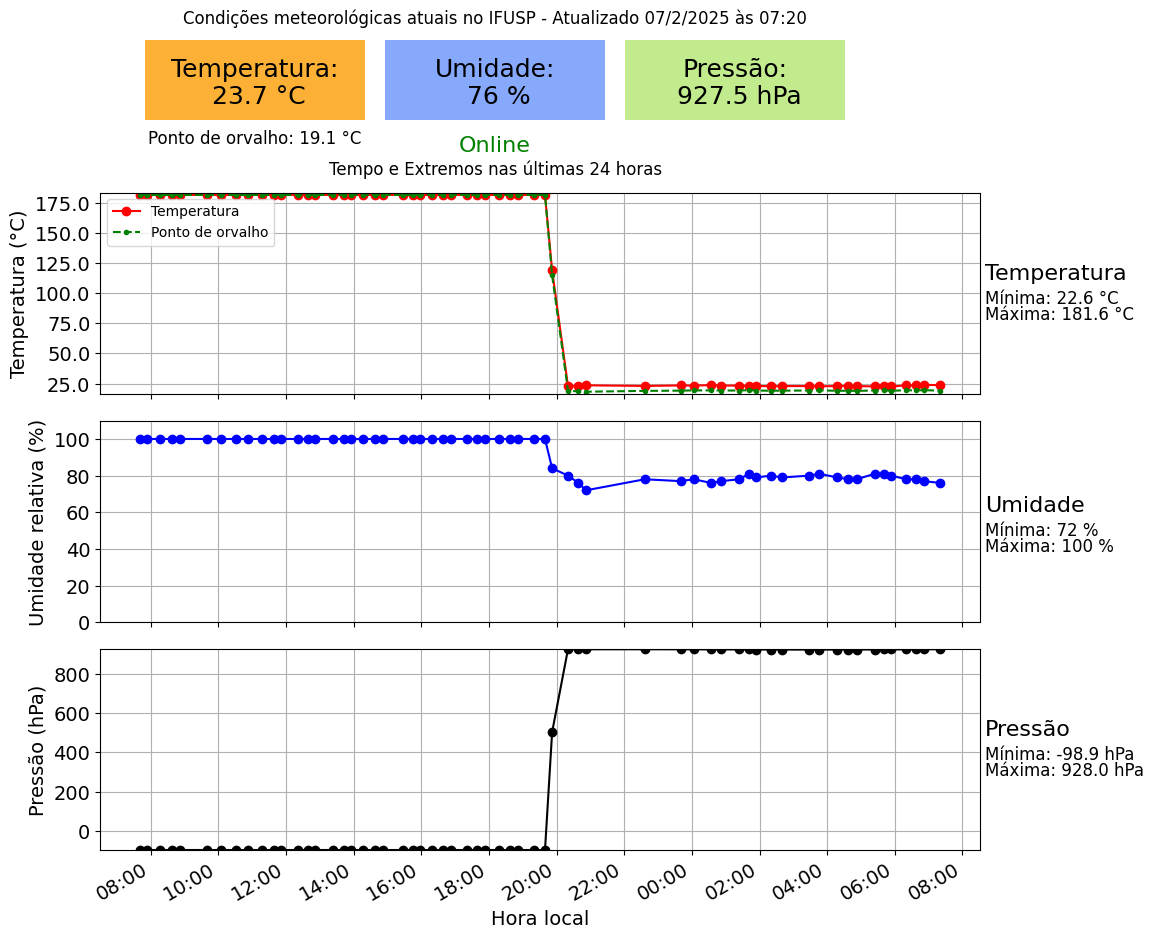 Condições meteorológicas atuais no IFUSP - Atualizado 07/2/2025 às 07:20
Temperatura:
23.7 °C
Umidade:
76 %
Pressão:
927.5 hPa
Ponto de orvalho: 19.1 °C
Online
Tempo e Extremos nas últimas 24 horas
Temperatura (°C)
175.0
150.0
125.0
100.0
75.0
50.0
25.0
Temperatura
Ponto de orvalho
Temperatura
Mínima: 22.6 °C
Máxima: 181.6 °C
Umidade relativa (%)
100
80
60
40
20
0
Umidade
Mínima: 72 %
Máxima: 100 %
Pressão (hPa)
800
600
400
200
0
Pressão
Mínima: -98.9 hPa
Máxima: 928.0 hPa
08:00
10:00
12:00
14:00
16:00
18:00
20:00
22:00
00:00
02:00
04:00
06:00
08:00
Hora local